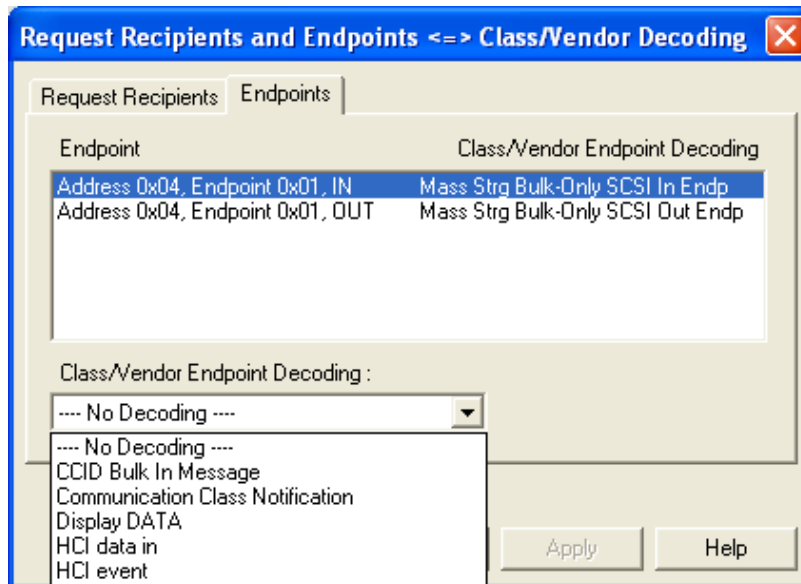 Request Recipients and Endpoints <=> Class/Vendor Decoding
Request Recipients Endpoints
Endpoint Class/Vendor Endpoint Decoding
Address 0x04, Endpoint 0x01, IN Mass Strg Bulk-Only SCSI In Endp
Address 0x04, Endpoint 0x01, OUT Mass Strg Bulk-Only SCSI Out Endp
Class/Vendor Endpoint Decoding :
---- No Decoding ----
---- No Decoding ----
CCID Bulk In Message
Communication Class Notification
Display DATA
HCI data in
HCI event
Apply Help